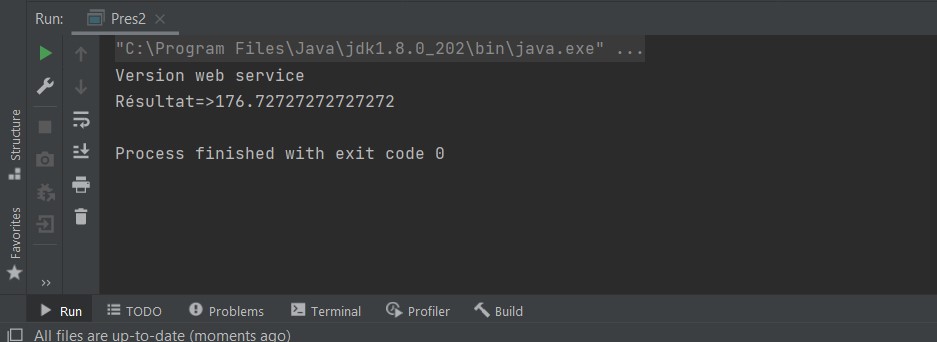 Run: Pres2
"C:\Program Files\Java\jdk1.8.0_202\bin\java.exe" ...
Version web service
Résultat=>176.72727272727272
Process finished with exit code 0
Structure
Favorites
Run TODO Problems Terminal Profiler Build
All files are up-to-date (moments ago)